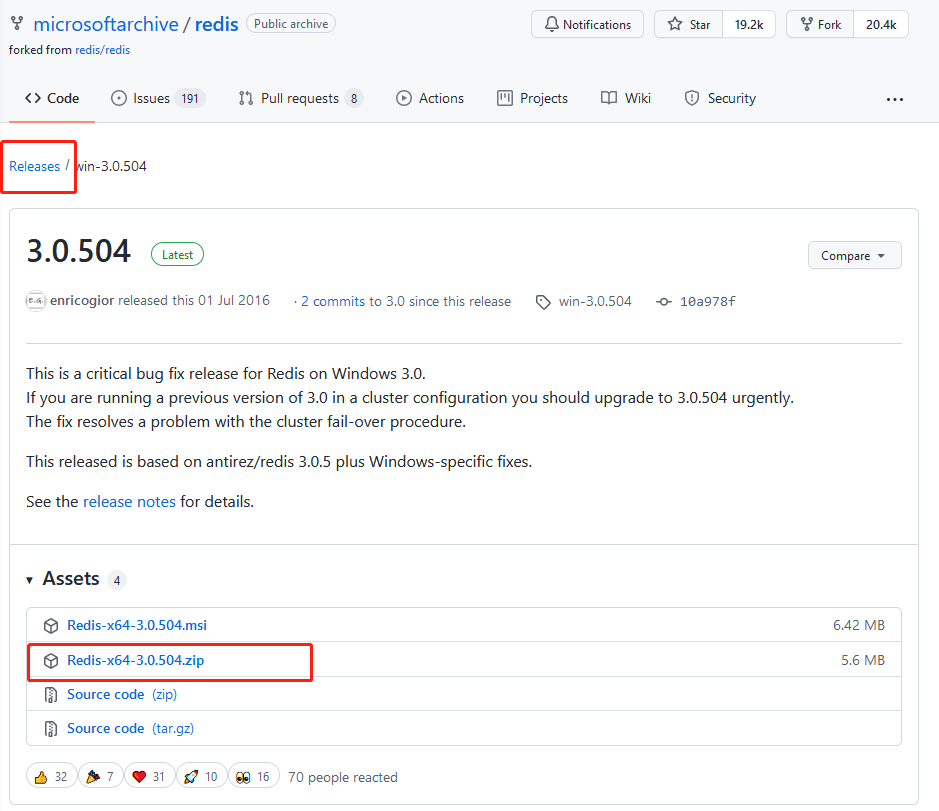 microsoftarchive / redis Public archive Notifications Star 19.2k Fork 20.4k
forked from redis/redis
Code Issues 191 Pull requests 8 Actions Projects Wiki Security ...
Releases / win-3.0.504
3.0.504 Latest Compare
enricogior released this 01 Jul 2016 · 2 commits to 3.0 since this release win-3.0.504 10a978f
This is a critical bug fix release for Redis on Windows 3.0.
If you are running a previous version of 3.0 in a cluster configuration you should upgrade to 3.0.504 urgently.
The fix resolves a problem with the cluster fail-over procedure.
This released is based on antirez/redis 3.0.5 plus Windows-specific fixes.
See the release notes for details.
Assets 4
Redis-x64-3.0.504.msi 6.42 MB
Redis-x64-3.0.504.zip 5.6 MB
Source code (zip)
Source code (tar.gz)
32 7 31 10 16 70 people reacted